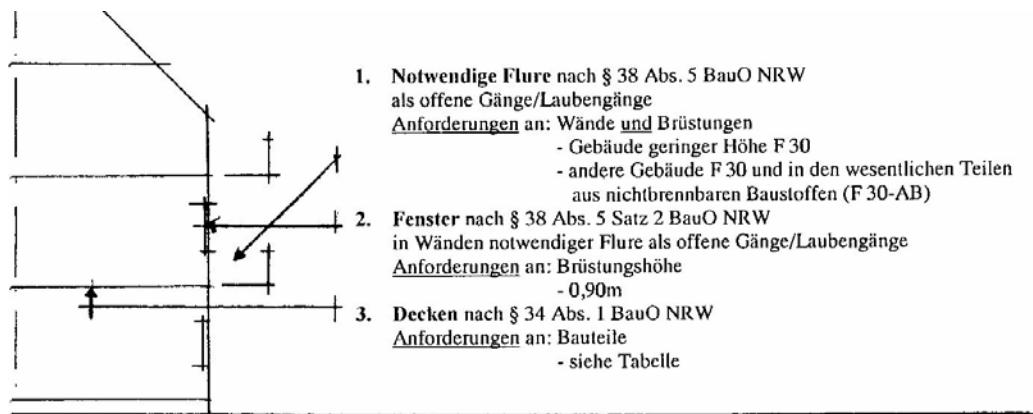 1. Notwendige Flure nach § 38 Abs. 5 BauO NRW
als offene Gänge/Laubengänge
Anforderungen an: Wände und Brüstungen
- Gebäude geringer Höhe F 30
- andere Gebäude F 30 und in den wesentlichen Teilen
aus nichtbrennbaren Baustoffen (F 30-AB)
2. Fenster nach § 38 Abs. 5 Satz 2 BauO NRW
in Wänden notwendiger Flure als offene Gänge/Laubengänge
Anforderungen an: Brüstungshöhe
- 0,90m
3. Decken nach § 34 Abs. 1 BauO NRW
Anforderungen an: Bauteile
- siehe Tabelle